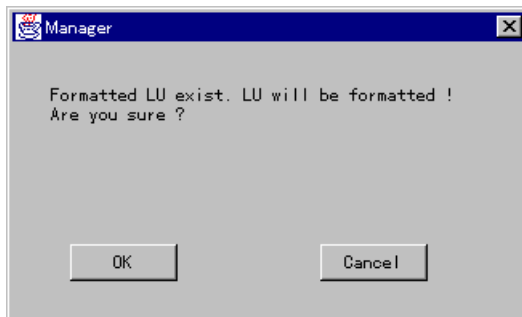 Manager
Formatted LU exist. LU will be formatted !
Are you sure ?
OK
Cancel